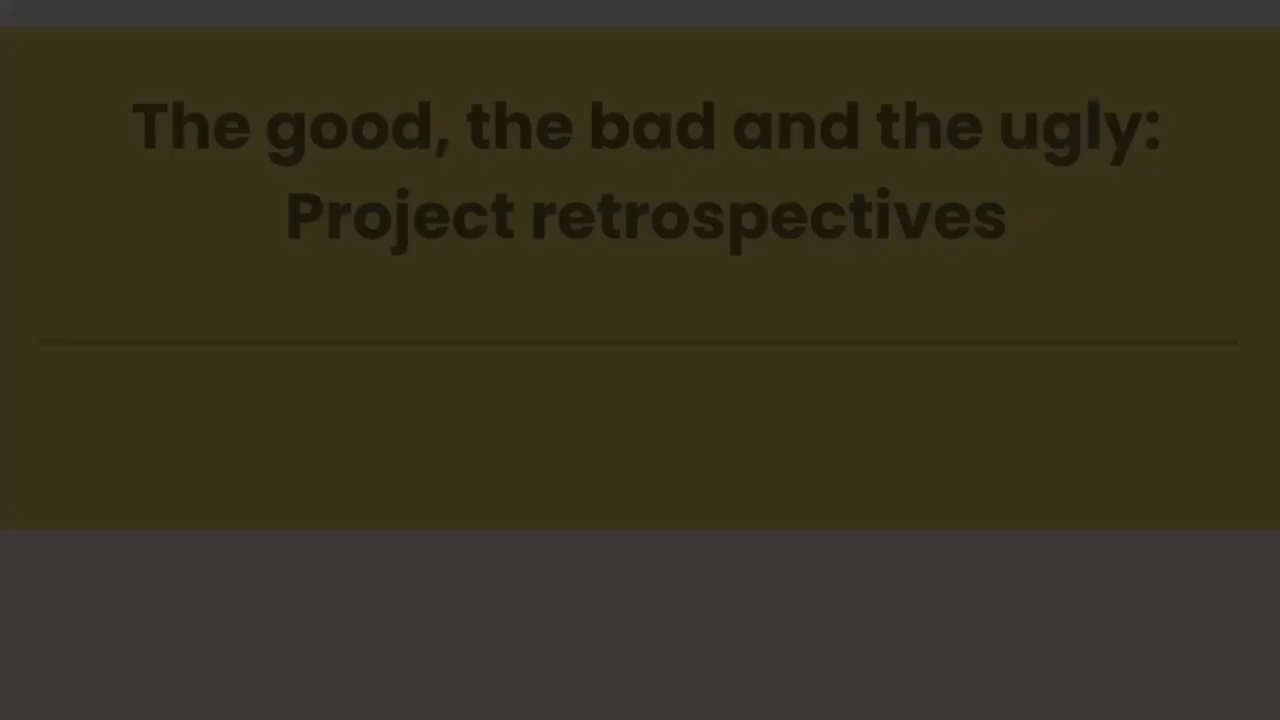 The good, the bad and the ugly:
Project retrospectives